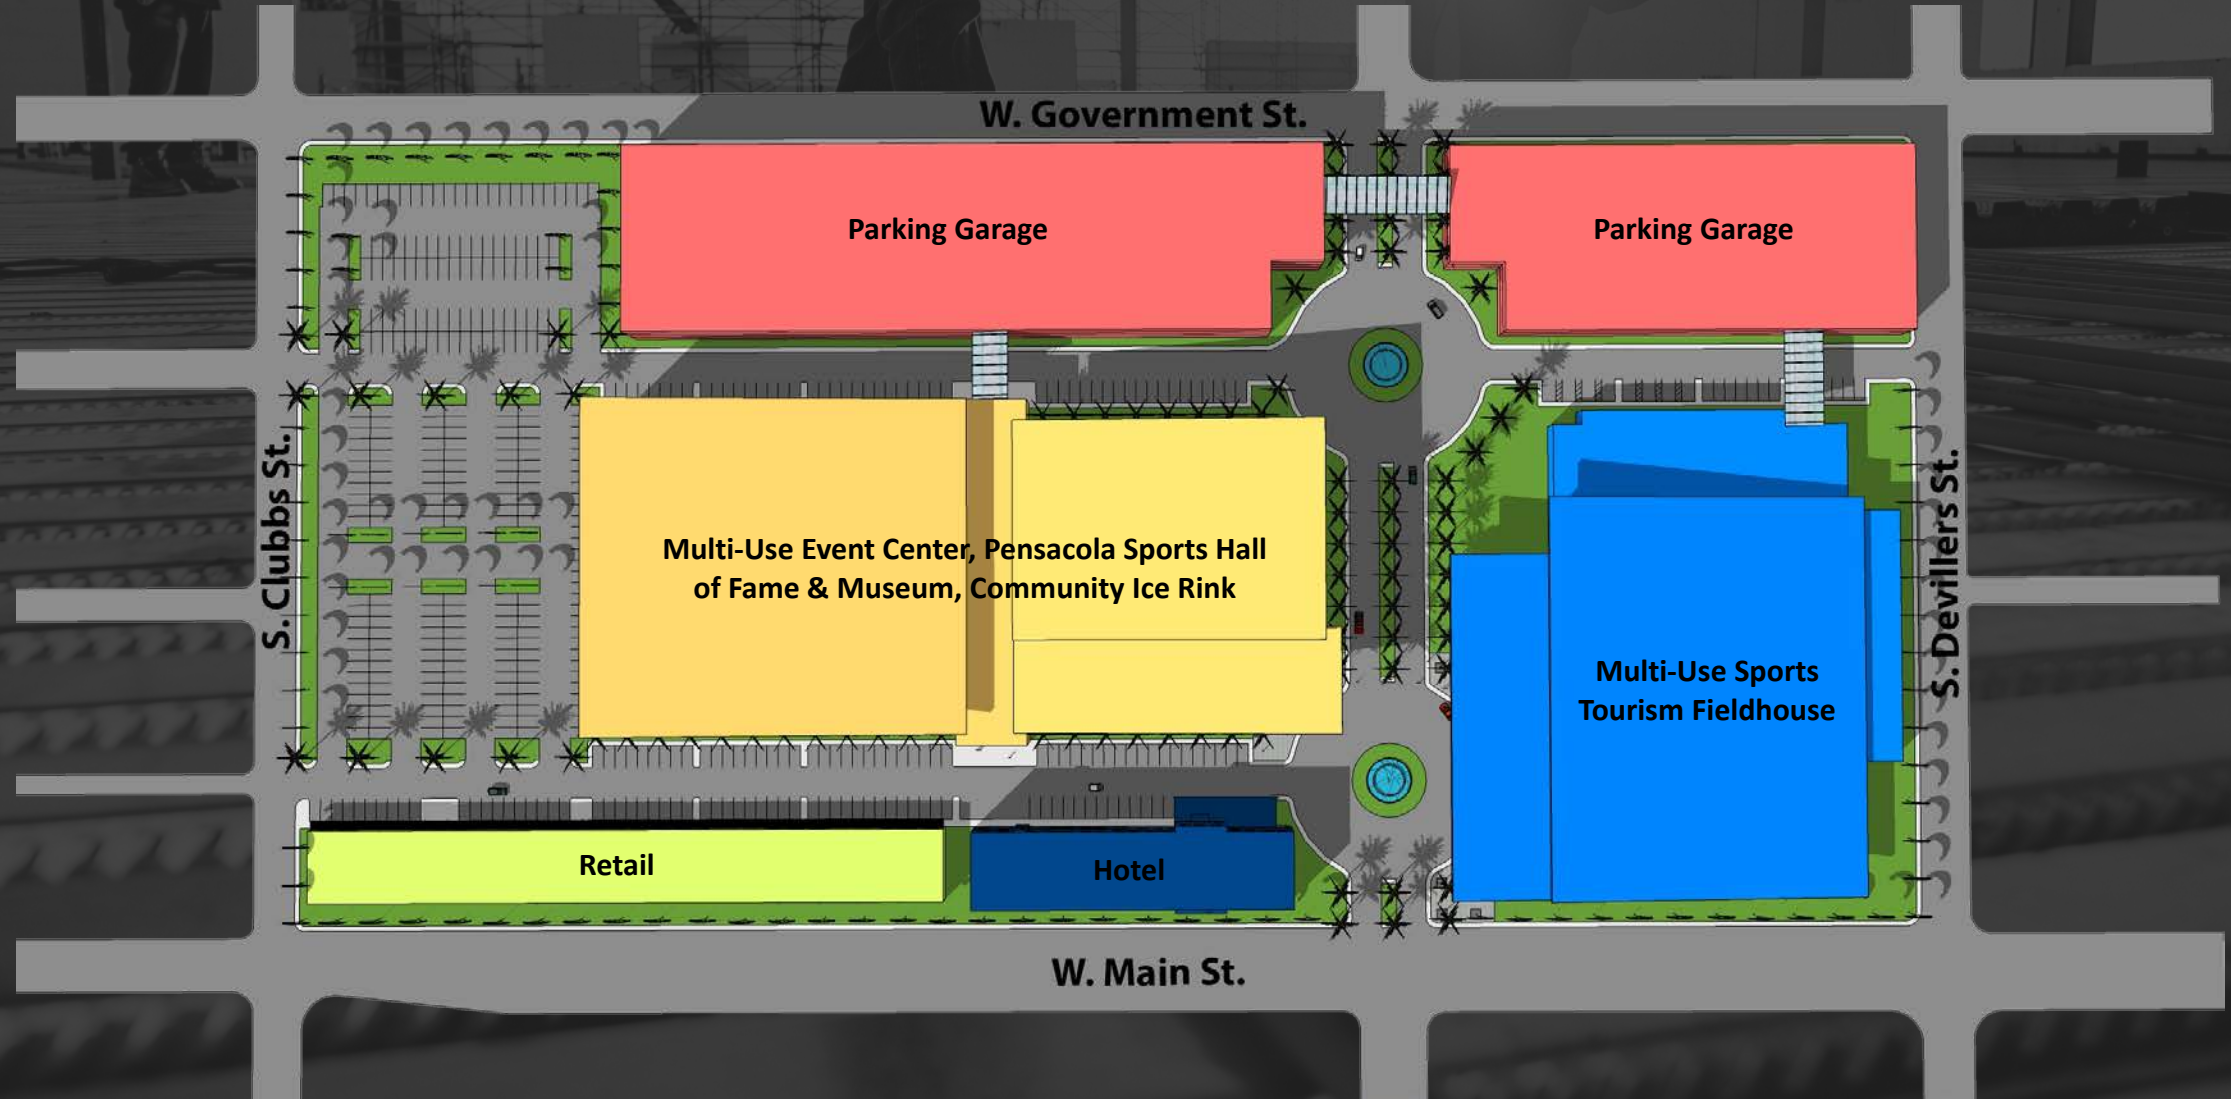 W. Government St.
Parking Garage
Parking Garage
S. Clubbs St.
Multi-Use Event Center, Pensacola Sports Hall
of Fame & Museum, Community Ice Rink
S. Devillers St.
Multi-Use Sports
Tourism Fieldhouse
Retail
Hotel
W. Main St.